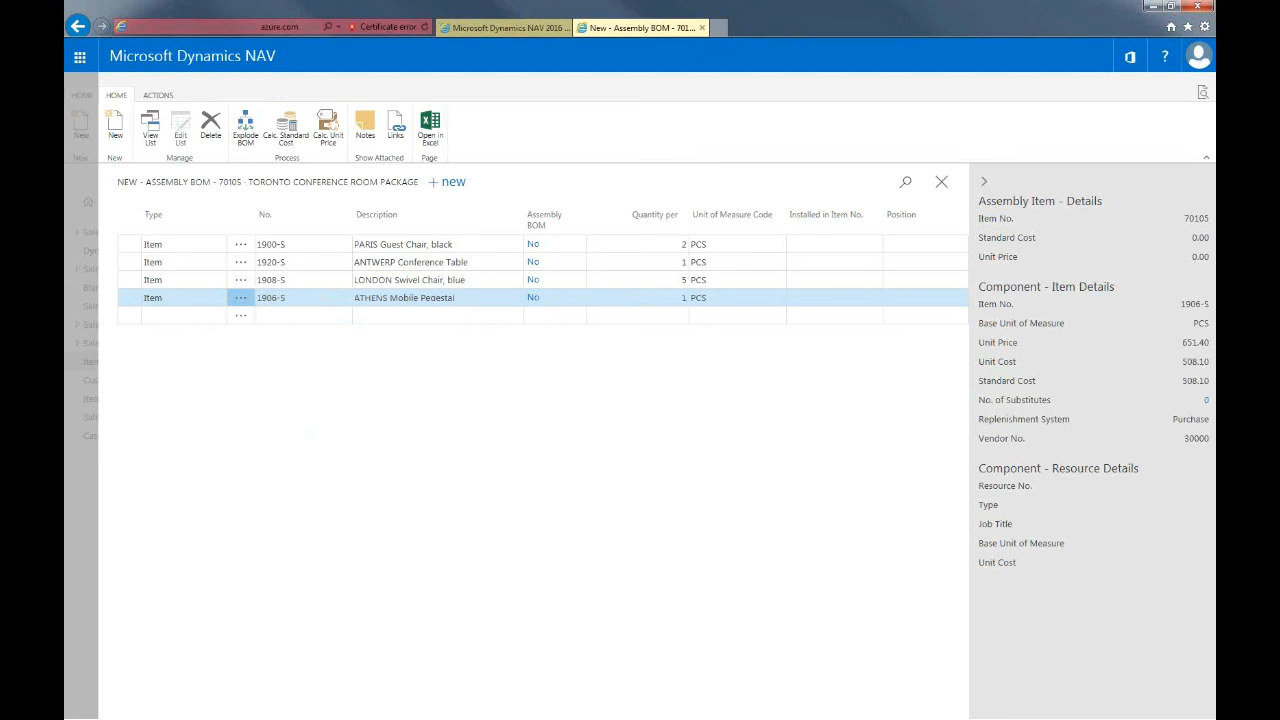 azure.com
Certificate error
Microsoft Dynamics NAV 2016 ...
New - Assembly BOM - 701...
Microsoft Dynamics NAV
?
HOME
HOME
ACTIONS
New
New
View List
Edit List
Delete
Explode BOM
Calc. Standard Cost
Calc. Unit Price
Notes
Links
Open in Excel
New
New
Manage
Process
Show Attached
Page
NEW - ASSEMBLY BOM - 70105 · TORONTO CONFERENCE ROOM PACKAGE + new
Type No. Description Assembly BOM Quantity per Unit of Measure Code Installed in Item No. Position
Item ... 1900-S PARIS Guest Chair, black No 2 PCS
Item ... 1920-S ANTWERP Conference Table No 1 PCS
Item ... 1908-S LONDON Swivel Chair, blue No 5 PCS
Item ... 1906-S ATHENS Mobile Pedestal No 1 PCS
...
Assembly Item - Details
Item No. 70105
Standard Cost 0.00
Unit Price 0.00
Component - Item Details
Item No. 1906-S
Base Unit of Measure PCS
Unit Price 651.40
Unit Cost 508.10
Standard Cost 508.10
No. of Substitutes 0
Replenishment System Purchase
Vendor No. 30000
Component - Resource Details
Resource No.
Type
Job Title
Base Unit of Measure
Unit Cost